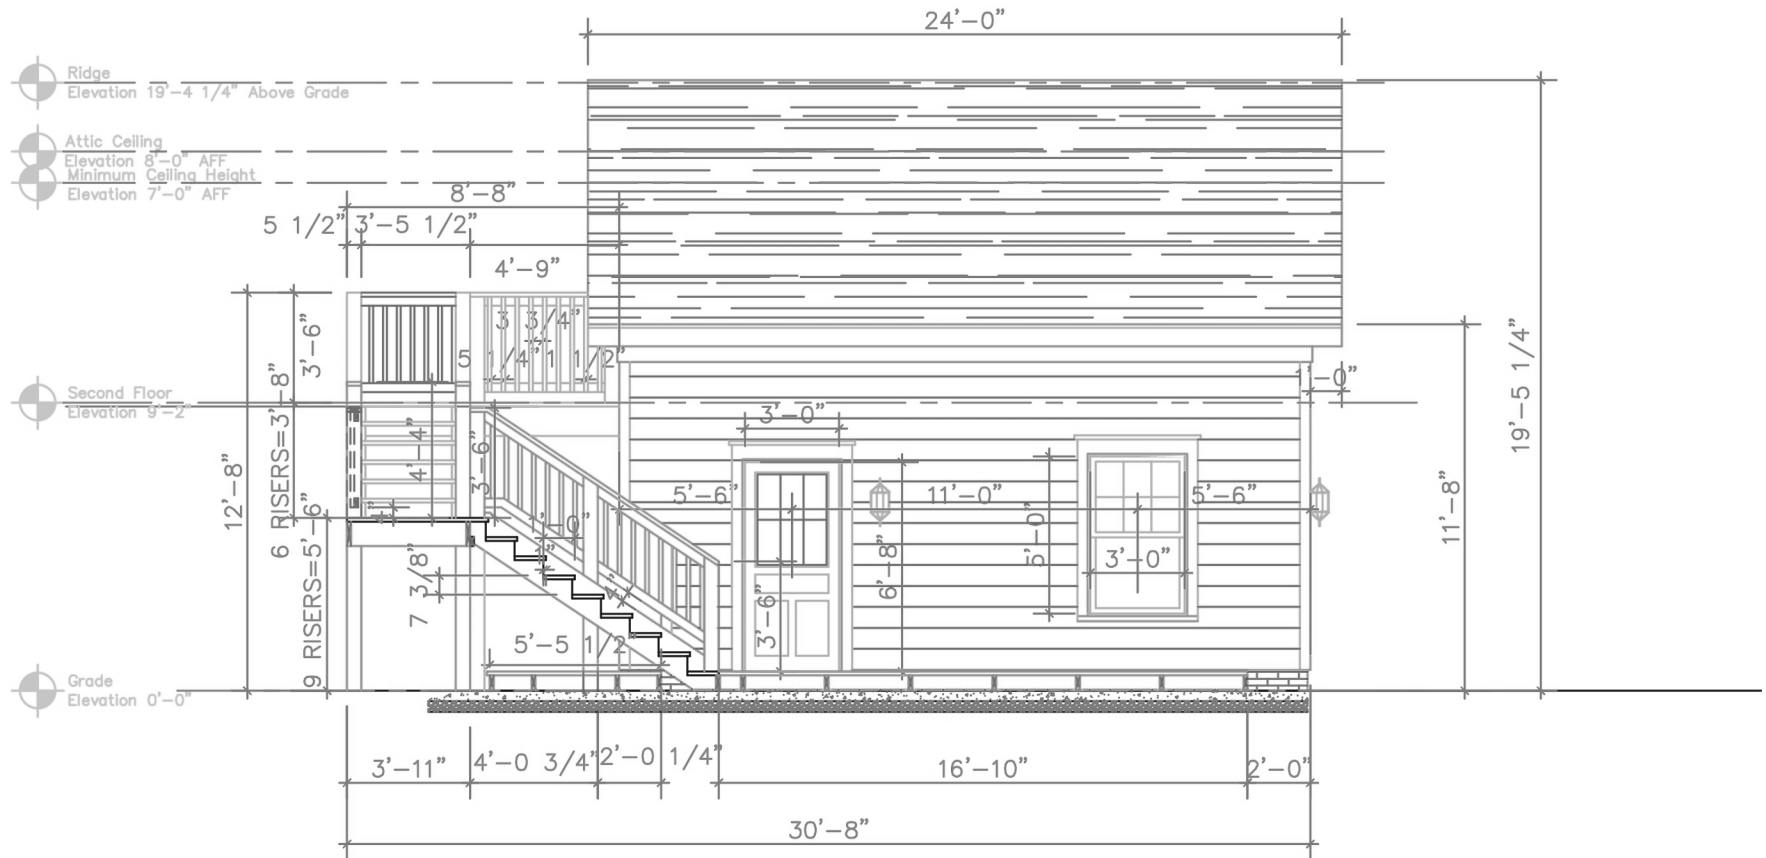 24'-0"
Ridge
Elevation 19'-4 1/4" Above Grade
Attic Ceiling
Elevation 8'-0" AFF
Minimum Ceiling Height
Elevation 7'-0" AFF
8'-8"
5 1/2" 3'-5 1/2"
4'-9"
3 3/4"
5 1/4" 1 1/2"
3'-6"
12'-8"
Second Floor
Elevation 9'-2"
6 RISERS=3'-8"
4'-4"
3'-6"
1'-0"
3'-0"
5'-6" 11'-0" 5'-6"
5'-0"
3'-0"
6'-8"
3'-6"
11'-8"
19'-5 1/4"
7 3/8"
9 RISERS=5'-6"
5'-5 1/2
Grade
Elevation 0'-0"
3'-11" 4'-0 3/4" 2'-0 1/4" 16'-10" 2'-0"
30'-8"